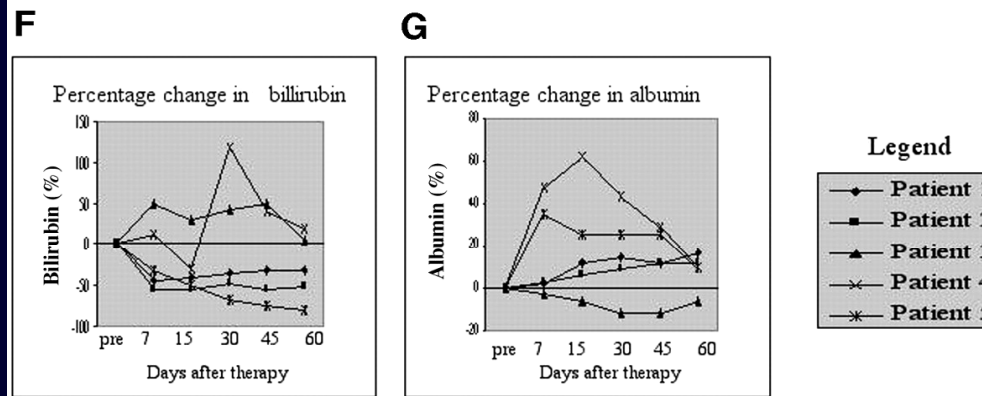 F
Percentage change in billirubin
150
100
50
0
-50
-100
Bilirubin (%)
pre 7 15 30 45 60
Days after therapy
G
Percentage change in albumin
80
60
40
20
0
-20
Albumin (%)
pre 7 15 30 45 60
Days after therapy
Legend
Patient
Patient
Patient
Patient 4
Patient